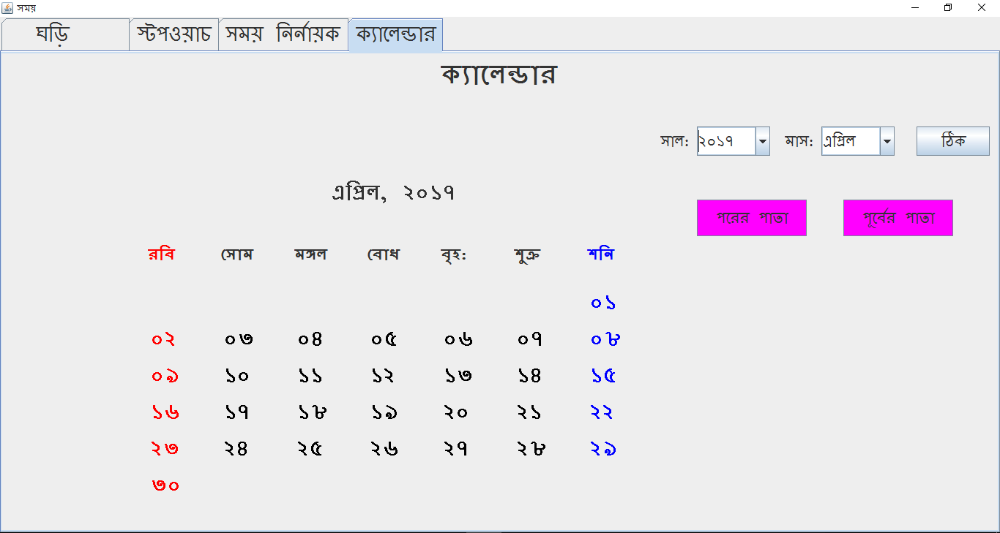 সময়
ঘড়ি স্টপওয়াচ সময় নির্নায়ক ক্যালেন্ডার
ক্যালেন্ডার
সাল: ২০১৭ মাস: এপ্রিল ঠিক
এপ্রিল, ২০১৭
পরের পাতা পূর্বের পাতা
রবি সোম মঙ্গল বোধ বৃহ: শুক্র শনি
০১
০২ ০৩ ০৪ ০৫ ০৬ ০৭ ০৮
০৯ ১০ ১১ ১২ ১৩ ১৪ ১৫
১৬ ১৭ ১৮ ১৯ ২০ ২১ ২২
২৩ ২৪ ২৫ ২৬ ২৭ ২৮ ২৯
৩০